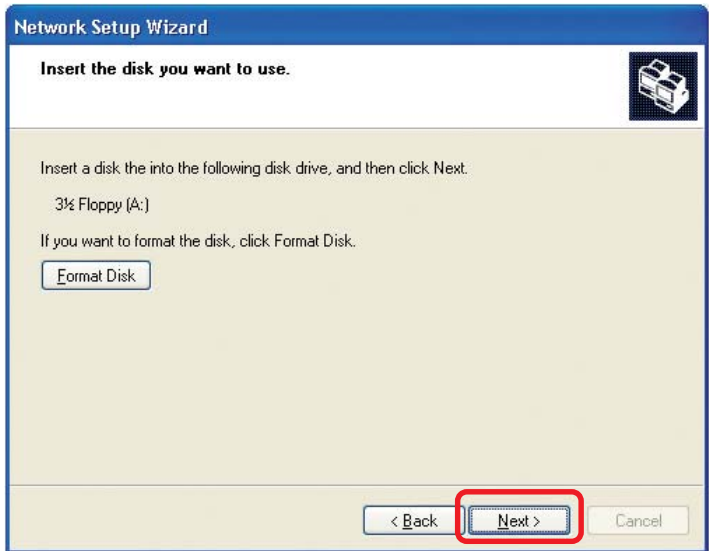 Network Setup Wizard
Insert the disk you want to use.
Insert a disk the into the following disk drive, and then click Next.
3½ Floppy (A:)
If you want to format the disk, click Format Disk.
Format Disk
< Back Next > Cancel